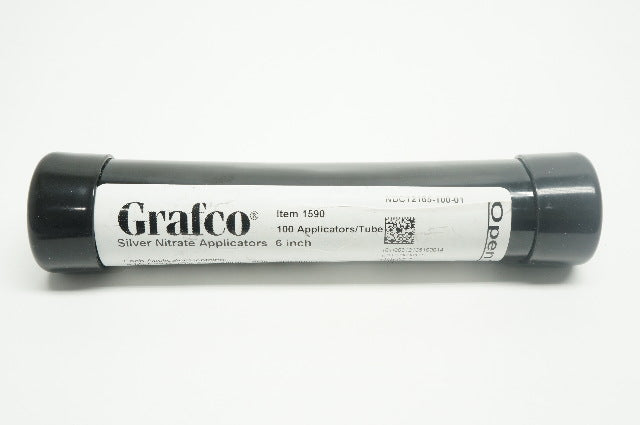 Grafco®
Silver Nitrate Applicators 6 inch
Item 1590
100 Applicators/Tube
NDC12165-100-01
Open